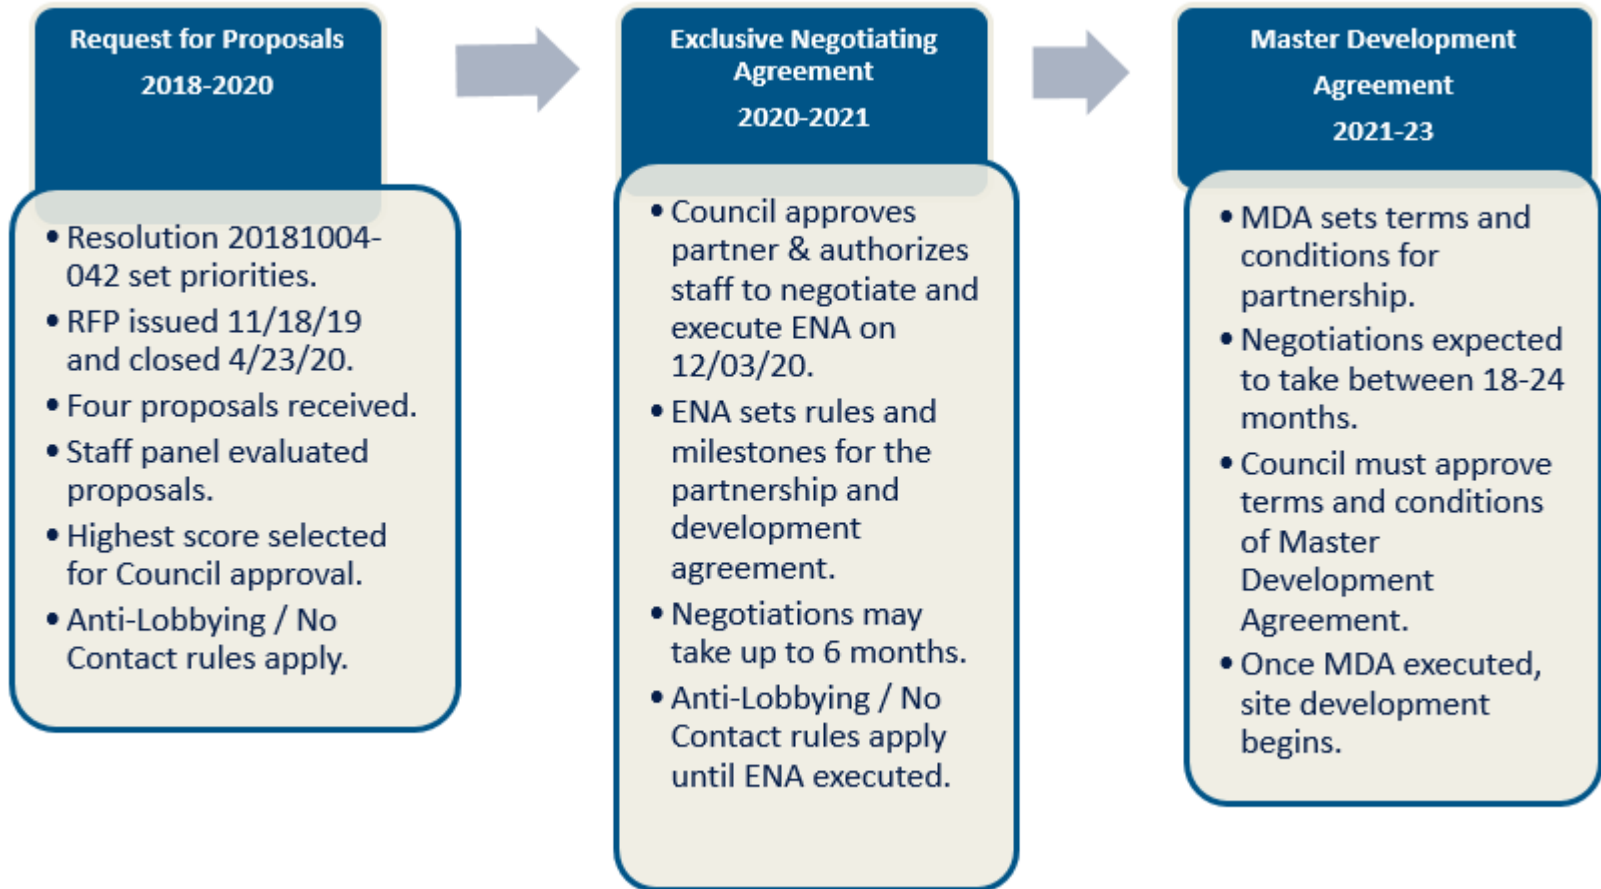 Request for Proposals
2018-2020
• Resolution 20181004-
042 set priorities.
• RFP issued 11/18/19
and closed 4/23/20.
• Four proposals received.
• Staff panel evaluated
proposals.
• Highest score selected
for Council approval.
• Anti-Lobbying / No
Contact rules apply.
Exclusive Negotiating
Agreement
2020-2021
• Council approves
partner & authorizes
staff to negotiate and
execute ENA on
12/03/20.
• ENA sets rules and
milestones for the
partnership and
development
agreement.
• Negotiations may
take up to 6 months.
• Anti-Lobbying / No
Contact rules apply
until ENA executed.
Master Development
Agreement
2021-23
• MDA sets terms and
conditions for
partnership.
• Negotiations expected
to take between 18-24
months.
• Council must approve
terms and conditions
of Master
Development
Agreement.
• Once MDA executed,
site development
begins.